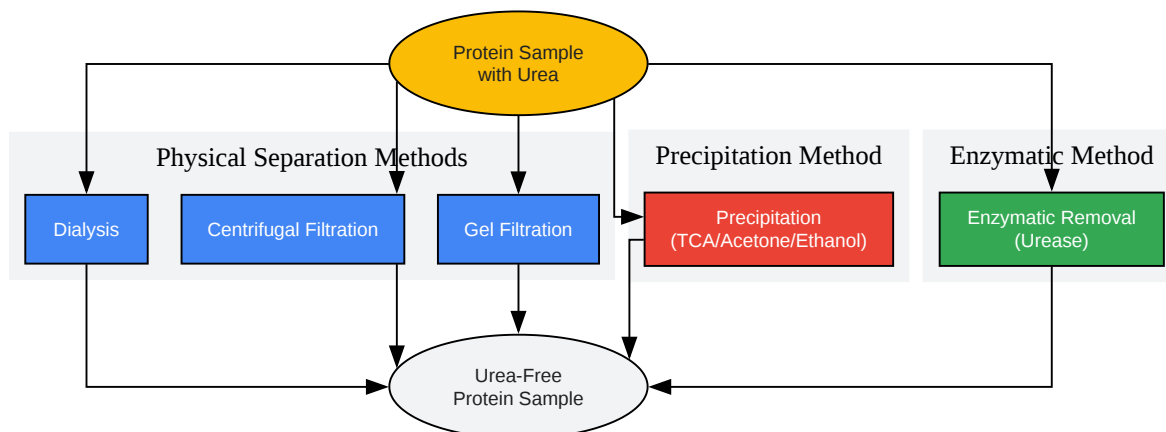 Protein Sample
with Urea
Physical Separation Methods
Precipitation Method
Enzymatic Method
Dialysis
Centrifugal Filtration
Gel Filtration
Precipitation
(TCA/Acetone/Ethanol)
Enzymatic Removal
(Urease)
Urea-Free
Protein Sample